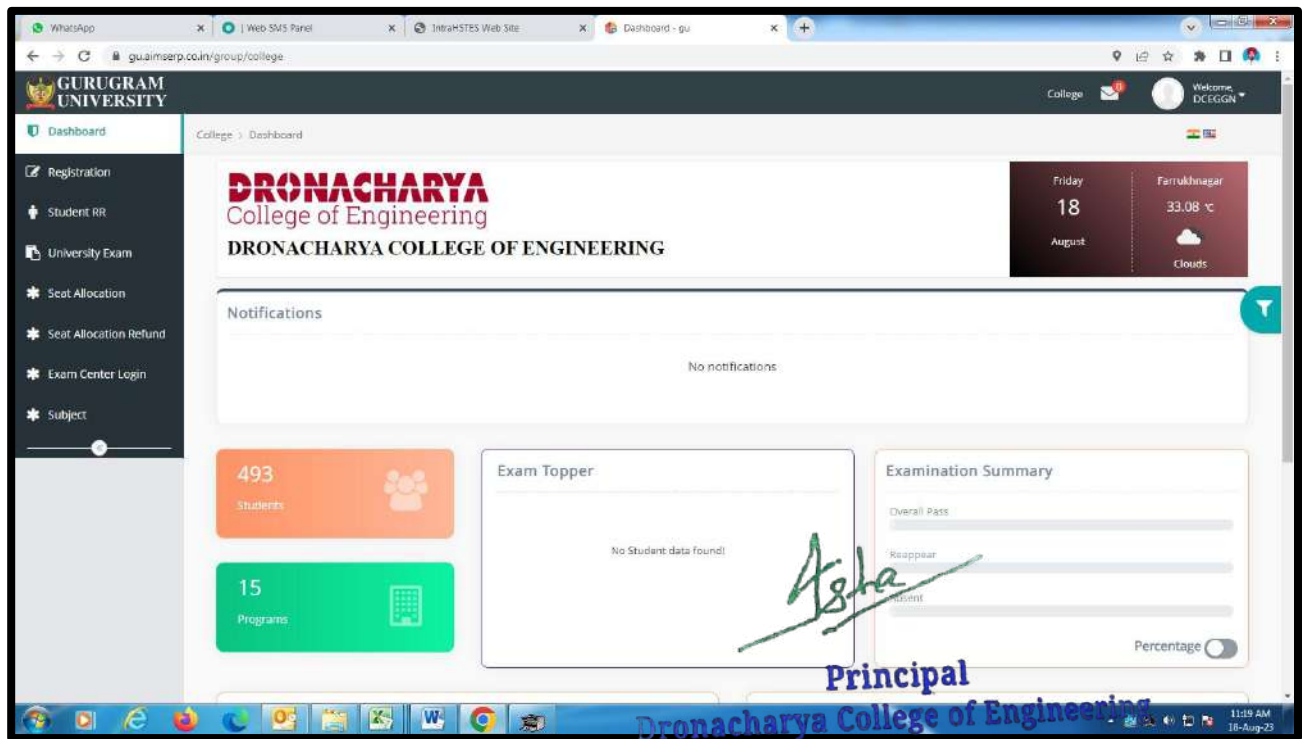 WhatsApp
| Web SMS Panel
IntraHSTES Web Site
Dashboard - gu
gu.aimserp.co.in/group/college
GURUGRAM
UNIVERSITY
College
Welcome,
DCEGGN
Dashboard
College > Dashboard
Registration
Student RR
University Exam
Seat Allocation
Seat Allocation Refund
Exam Center Login
Subject
DRONACHARYA
College of Engineering
DRONACHARYA COLLEGE OF ENGINEERING
Friday
18
August
Farrukhnagar
33.08 °C
Clouds
Notifications
No notifications
493
Students
15
Programs
Exam Topper
No Student data found!
Examination Summary
Overall Pass
Reappear
Absent
Percentage
Asha
Principal
Dronacharya College of Engineering
11:19 AM
18-Aug-23